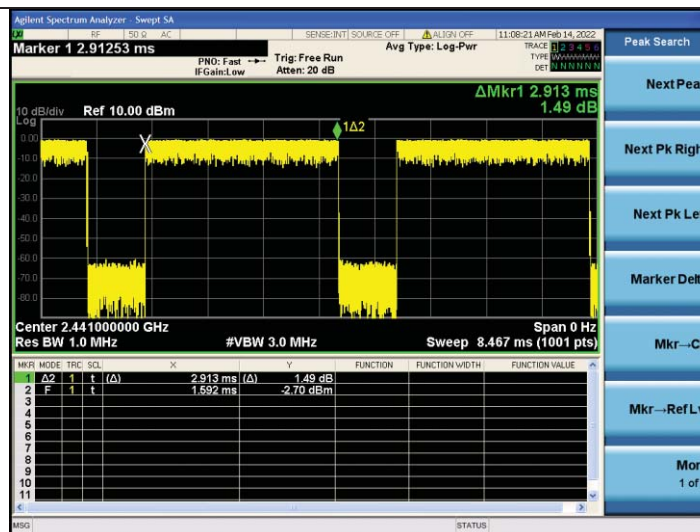 Agilent Spectrum Analyzer - Swept SA
RF 50 Ω AC SENSE:INT SOURCE OFF ALIGN OFF 11:08:21 AM Feb 14, 2022
Marker 1 2.91253 ms Avg Type: Log-Pwr TRACE 1 2 3 4 5 6
PNO: Fast Trig: Free Run TYPE
IFGain:Low Atten: 20 dB DET N N N N N N
ΔMkr1 2.913 ms
1.49 dB
10 dB/div Ref 10.00 dBm
Log
1Δ2
0.00
-10.0
-20.0
-30.0
-40.0
-50.0
-60.0
-70.0
-80.0
Center 2.441000000 GHz Span 0 Hz
Res BW 1.0 MHz #VBW 3.0 MHz Sweep 8.467 ms (1001 pts)
MKR MODE TRC SCL X Y FUNCTION FUNCTION WIDTH FUNCTION VALUE
1 Δ2 1 t (Δ) 2.913 ms (Δ) 1.49 dB
2 F 1 t 1.592 ms -2.70 dBm
3
4
5
6
7
8
9
10
11
MSG STATUS
Peak Search
Next Pea
Next Pk Righ
Next Pk Le
Marker Delt
Mkr→C
Mkr→Ref Lv
Mor
1 of